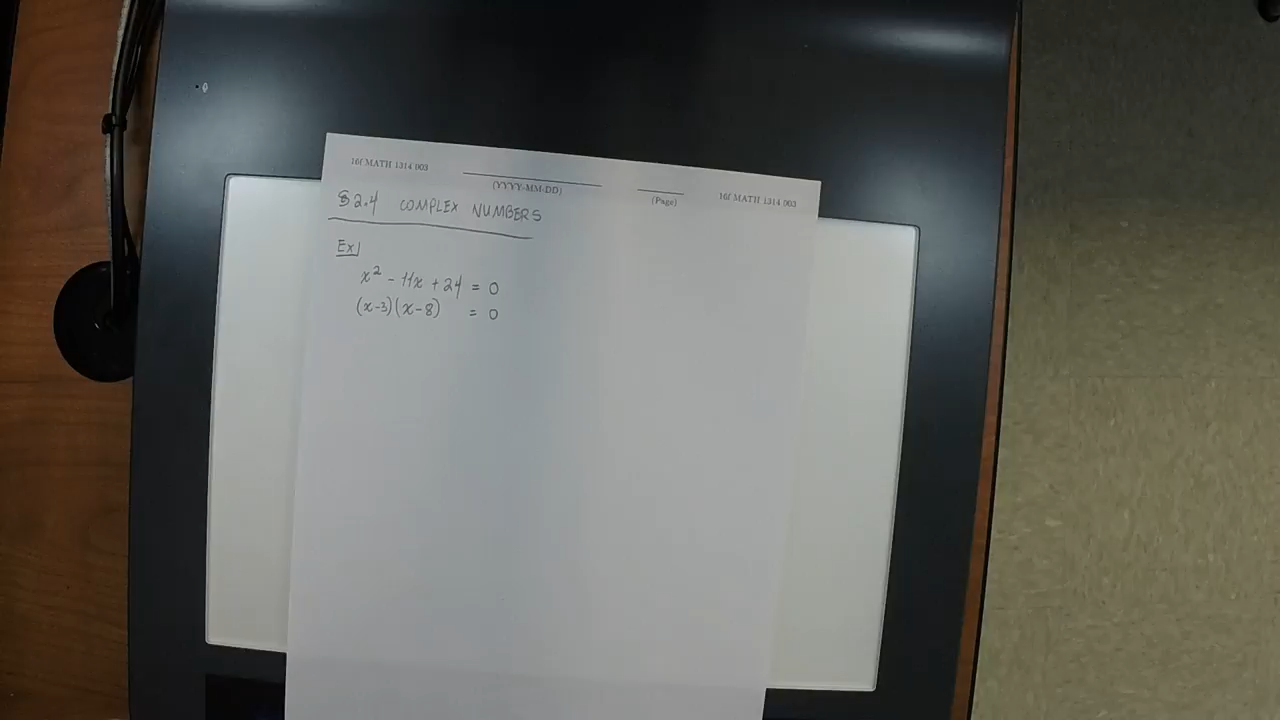 16f MATH 1314 003 (YYYY-MM-DD) (Page) 16f MATH 1314 003
§2.4 COMPLEX NUMBERS
Ex1
x² - 11x + 24 = 0
(x-3)(x-8) = 0